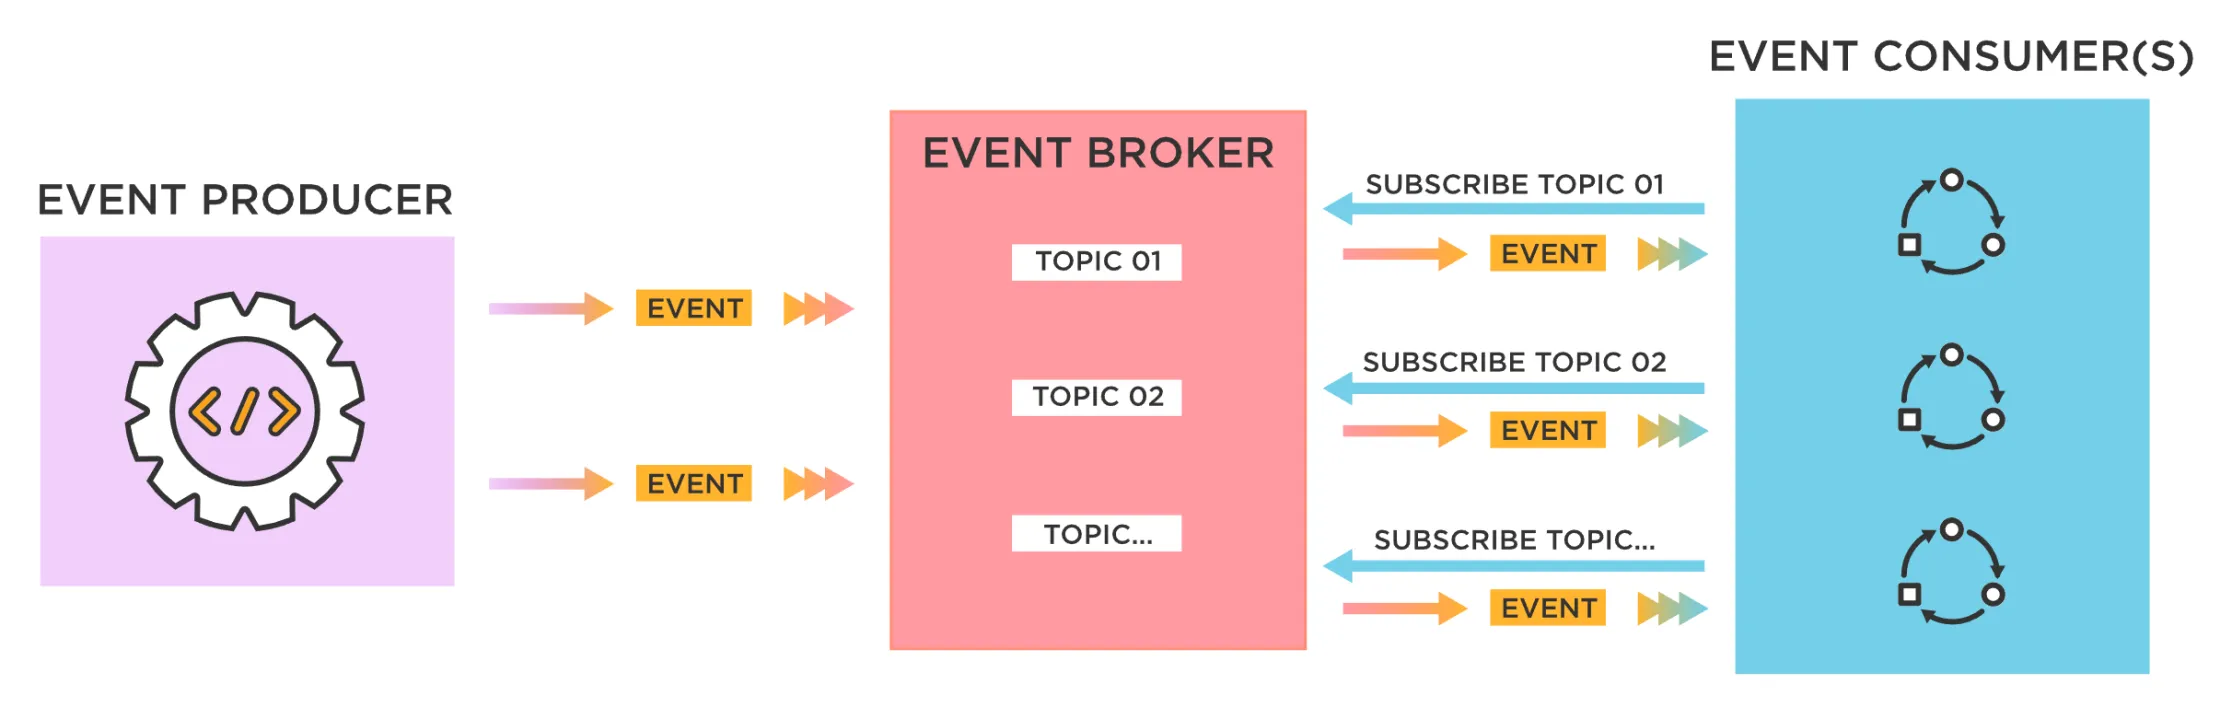 EVENT PRODUCER
</>
EVENT
EVENT
EVENT BROKER
TOPIC 01
TOPIC 02
TOPIC...
EVENT CONSUMER(S)
SUBSCRIBE TOPIC 01
EVENT
SUBSCRIBE TOPIC 02
EVENT
SUBSCRIBE TOPIC...
EVENT